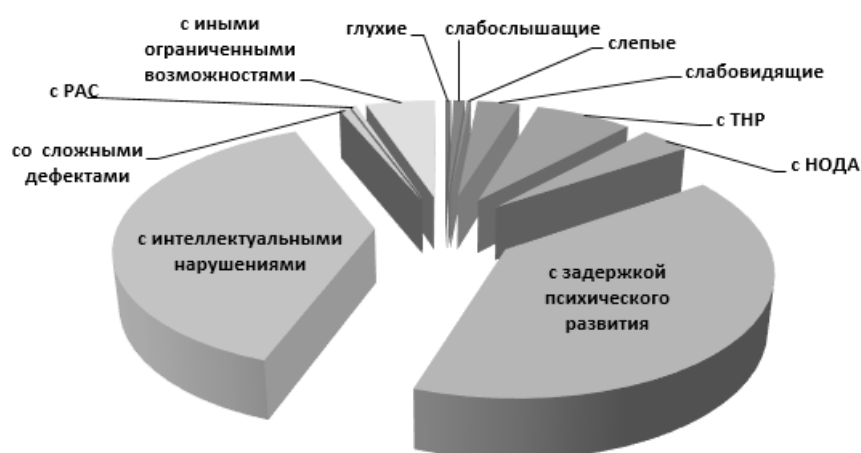 с иными
ограниченными
возможностями
глухие
слабослышащие
слепые
слабовидящие
с РАС
с ТНР
со сложными
дефектами
с НОДА
с интеллектуальными
нарушениями
с задержкой
психического
развития